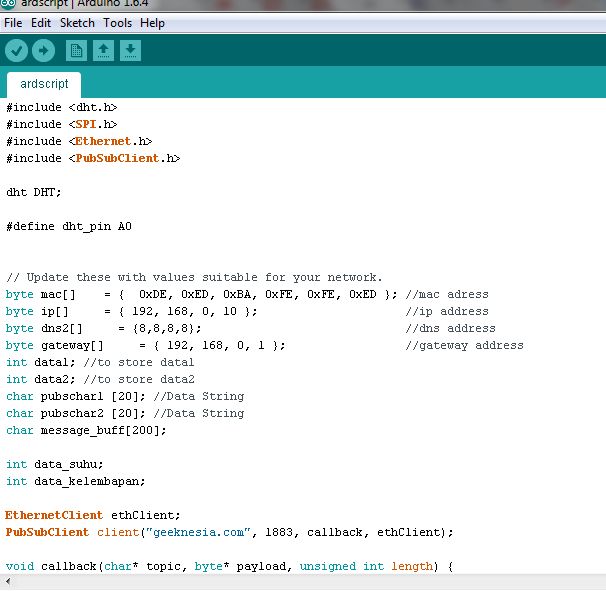 ardscript | Arduino 1.6.4
File Edit Sketch Tools Help
ardscript
#include <dht.h>
#include <SPI.h>
#include <Ethernet.h>
#include <PubSubClient.h>
dht DHT;
#define dht_pin A0
// Update these with values suitable for your network.
byte mac[]    = {  0xDE, 0xED, 0xBA, 0xFE, 0xFE, 0xED }; //mac adress
byte ip[]     = { 192, 168, 0, 10 };                     //ip address
byte dns2[]     = {8,8,8,8};                             //dns address
byte gateway[]     = { 192, 168, 0, 1 };                 //gateway address
int data1; //to store data1
int data2; //to store data2
char pubschar1 [20]; //Data String
char pubschar2 [20]; //Data String
char message_buff[200];
int data_suhu;
int data_kelembapan;
EthernetClient ethClient;
PubSubClient client("geeknesia.com", 1883, callback, ethClient);
void callback(char* topic, byte* payload, unsigned int length) {